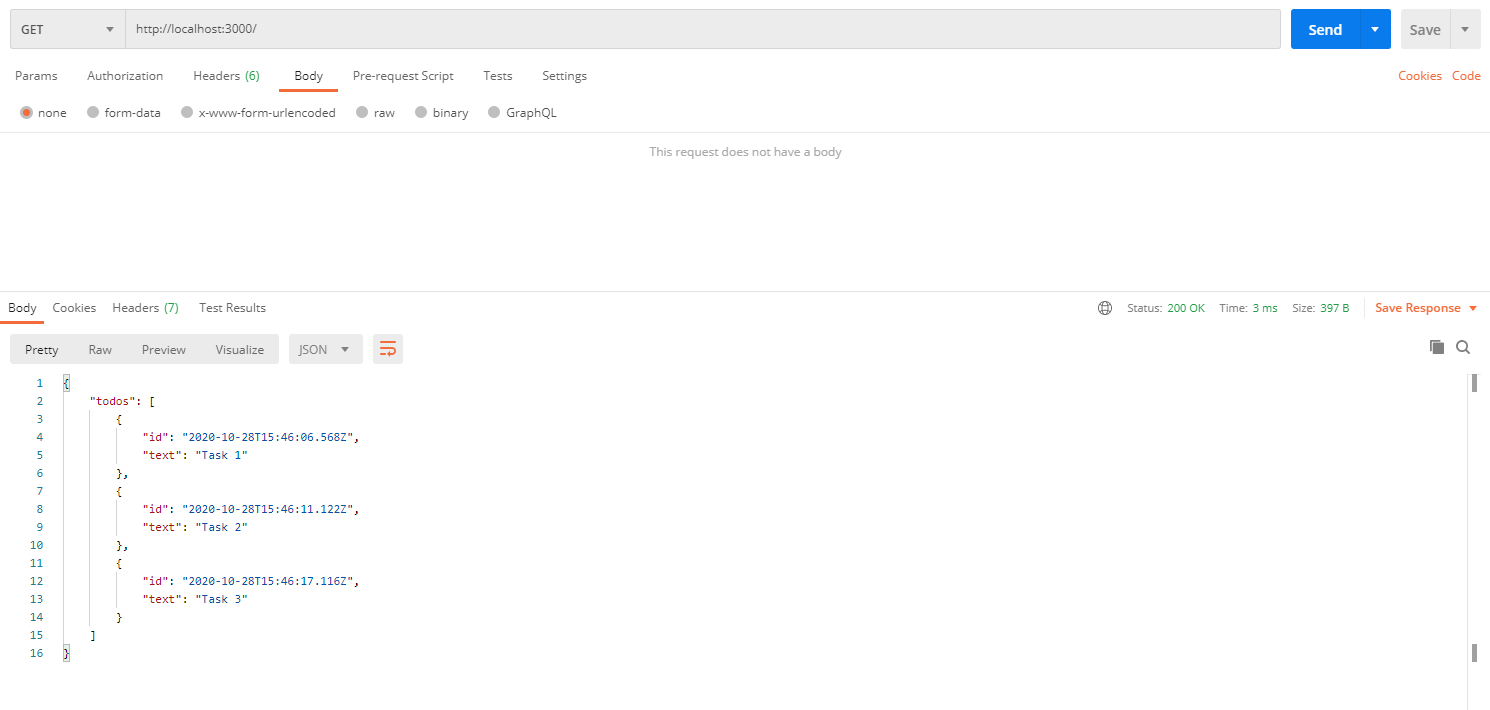 GET http://localhost:3000/ Send Save
Params Authorization Headers (6) Body Pre-request Script Tests Settings Cookies Code
none form-data x-www-form-urlencoded raw binary GraphQL
This request does not have a body
Body Cookies Headers (7) Test Results Status: 200 OK Time: 3 ms Size: 397 B Save Response
Pretty Raw Preview Visualize JSON
1 {
2 "todos": [
3 {
4 "id": "2020-10-28T15:46:06.568Z",
5 "text": "Task 1"
6 },
7 {
8 "id": "2020-10-28T15:46:11.122Z",
9 "text": "Task 2"
10 },
11 {
12 "id": "2020-10-28T15:46:17.116Z",
13 "text": "Task 3"
14 }
15 ]
16 }